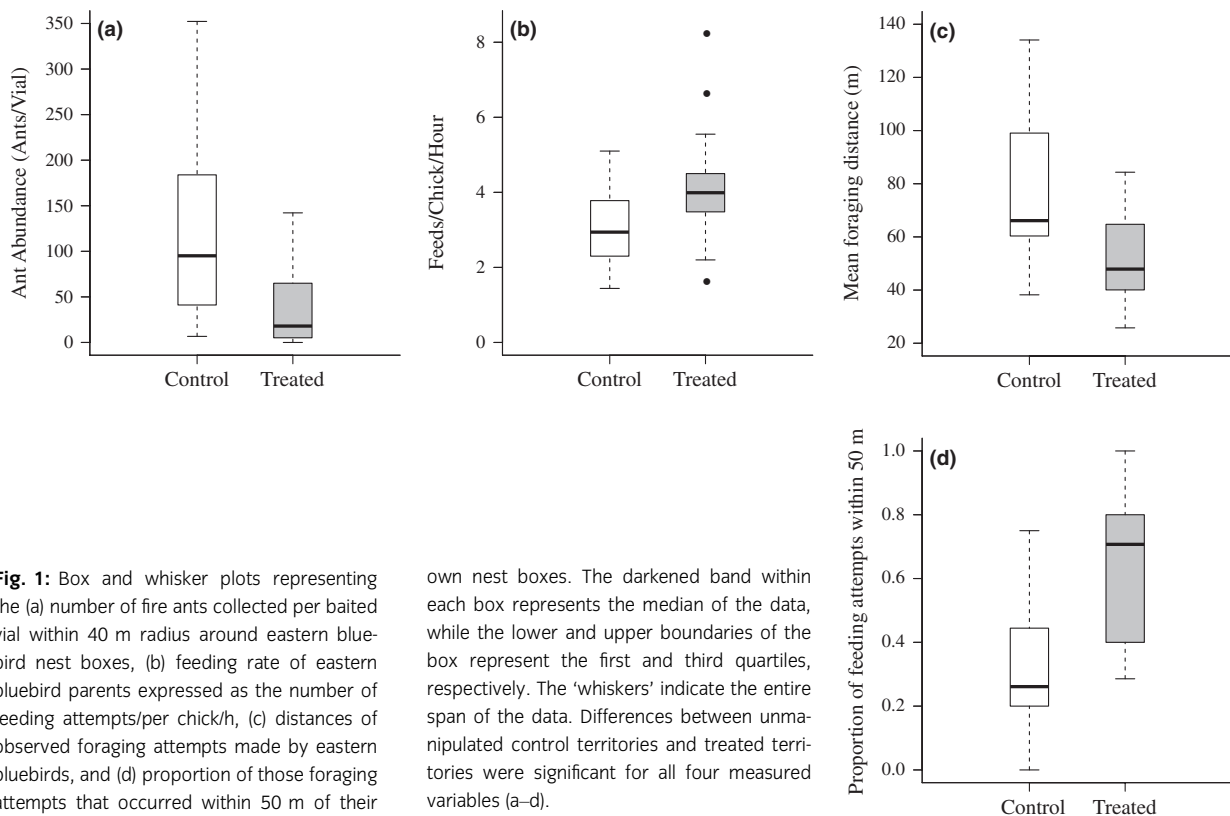 (a)
Ant Abundance (Ants/Vial)
350
300
250
200
150
100
50
0
Control Treated
(b)
Feeds/Chick/Hour
8
6
4
2
0
Control Treated
(c)
Mean foraging distance (m)
140
120
100
80
60
40
20
Control Treated
(d)
Proportion of feeding attempts within 50 m
1.0
0.8
0.6
0.4
0.2
0.0
Control Treated
Fig. 1: Box and whisker plots representing
the (a) number of fire ants collected per baited
vial within 40 m radius around eastern blue-
bird nest boxes, (b) feeding rate of eastern
bluebird parents expressed as the number of
feeding attempts/per chick/h, (c) distances of
observed foraging attempts made by eastern
bluebirds, and (d) proportion of those foraging
attempts that occurred within 50 m of their
own nest boxes. The darkened band within
each box represents the median of the data,
while the lower and upper boundaries of the
box represent the first and third quartiles,
respectively. The ‘whiskers’ indicate the entire
span of the data. Differences between unma-
nipulated control territories and treated terri-
tories were significant for all four measured
variables (a–d).